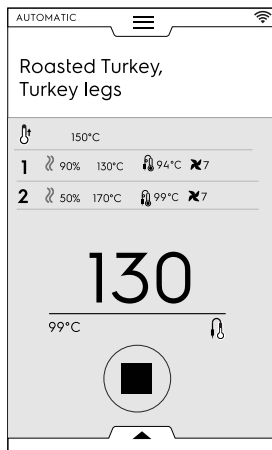 AUTOMATIC
Roasted Turkey,
Turkey legs
150°C
1 90% 130°C 94°C 7
2 50% 170°C 99°C 7
130
99°C